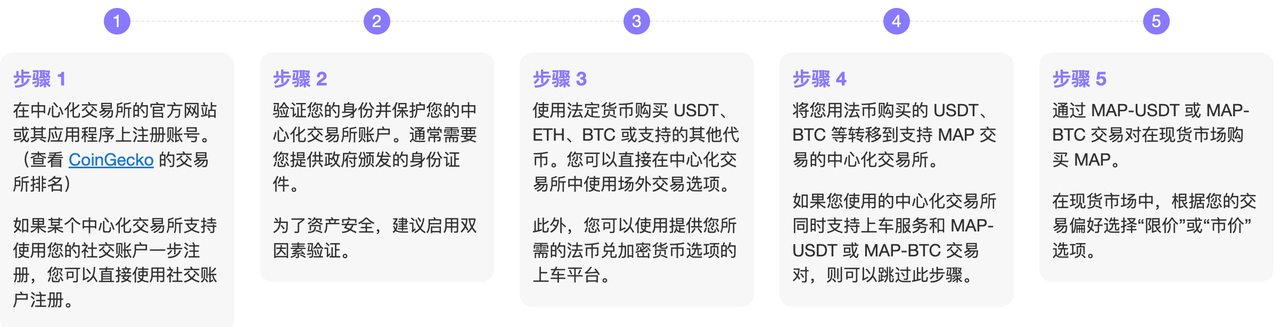 1
2
3
4
5
步骤 1
在中心化交易所的官方网站
或其应用程序上注册账号。
（查看 CoinGecko 的交易
所排名）
如果某个中心化交易所支持
使用您的社交账户一步注
册，您可以直接使用社交账
户注册。
步骤 2
验证您的身份并保护您的中
心化交易所账户。通常需要
您提供政府颁发的身份证
件。
为了资产安全，建议启用双
因素验证。
步骤 3
使用法定货币购买 USDT、
ETH、BTC 或支持的其他代
币。您可以直接在中心化交
易所中使用场外交易选项。
此外，您可以使用提供您所
需的法币兑加密货币选项的
上车平台。
步骤 4
将您用法币购买的 USDT、
BTC 等转移到支持 MAP 交
易的中心化交易所。
如果您使用的中心化交易所
同时支持上车服务和 MAP-
USDT 或 MAP-BTC 交易
对，则可以跳过此步骤。
步骤 5
通过 MAP-USDT 或 MAP-
BTC 交易对在现货市场购
买 MAP。
在现货市场中，根据您的交
易偏好选择“限价”或“市价”
选项。